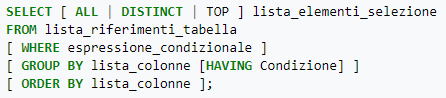 SELECT [ ALL | DISTINCT | TOP ] lista_elementi_selezione
FROM lista_riferimenti_tabella
[ WHERE espressione_condizionale ]
[ GROUP BY lista_colonne [HAVING Condizione] ]
[ ORDER BY lista_colonne ];